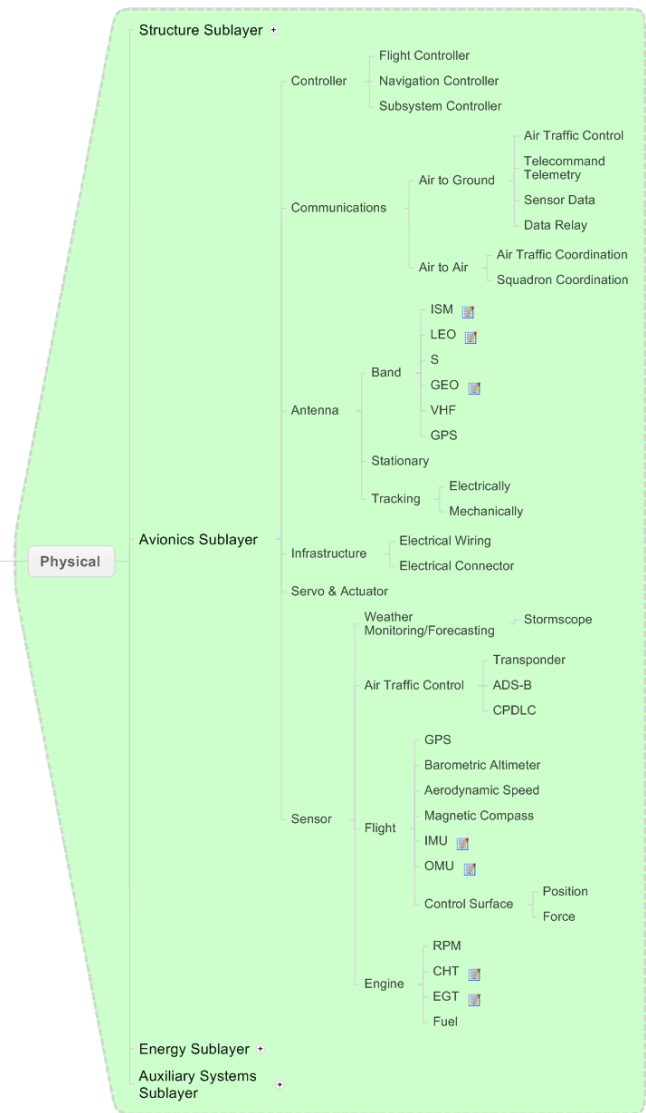 Structure Sublayer
Flight Controller
Controller
Navigation Controller
Subsystem Controller
Air Traffic Control
Air to Ground
Telecommand
Telemetry
Sensor Data
Communications
Data Relay
Air to Air
Air Traffic Coordination
Squadron Coordination
ISM
LEO
Band
S
GEO
Antenna
VHF
GPS
Stationary
Tracking
Electrically
Mechanically
Avionics Sublayer
Infrastructure
Electrical Wiring
Electrical Connector
Physical
Servo & Actuator
Weather
Monitoring/Forecasting
Stormscope
Transponder
Air Traffic Control
ADS-B
CPDLC
GPS
Barometric Altimeter
Aerodynamic Speed
Sensor
Magnetic Compass
Flight
IMU
OMU
Control Surface
Position
Force
RPM
CHT
Engine
EGT
Fuel
Energy Sublayer
Auxiliary Systems
Sublayer